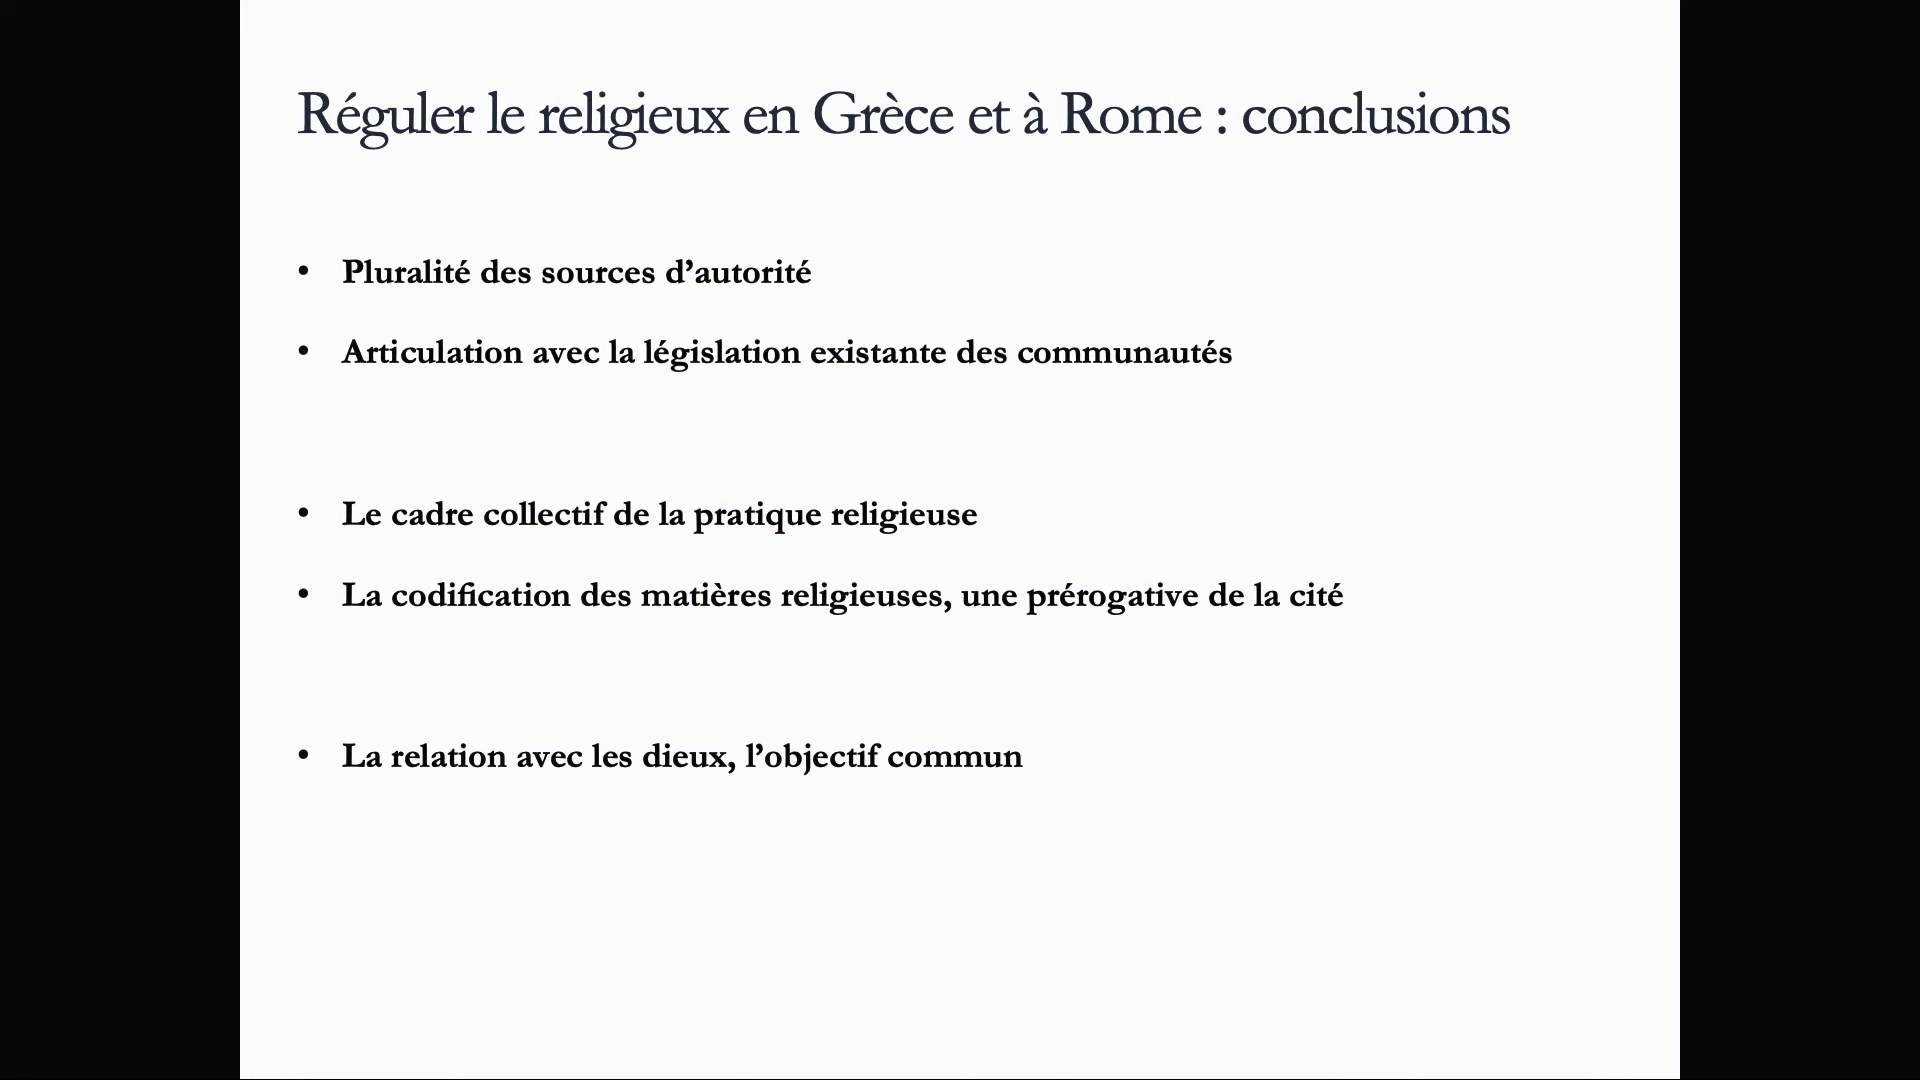 Réguler le religieux en Grèce et à Rome : conclusions
• Pluralité des sources d’autorité
• Articulation avec la législation existante des communautés
• Le cadre collectif de la pratique religieuse
• La codification des matières religieuses, une prérogative de la cité
• La relation avec les dieux, l’objectif commun